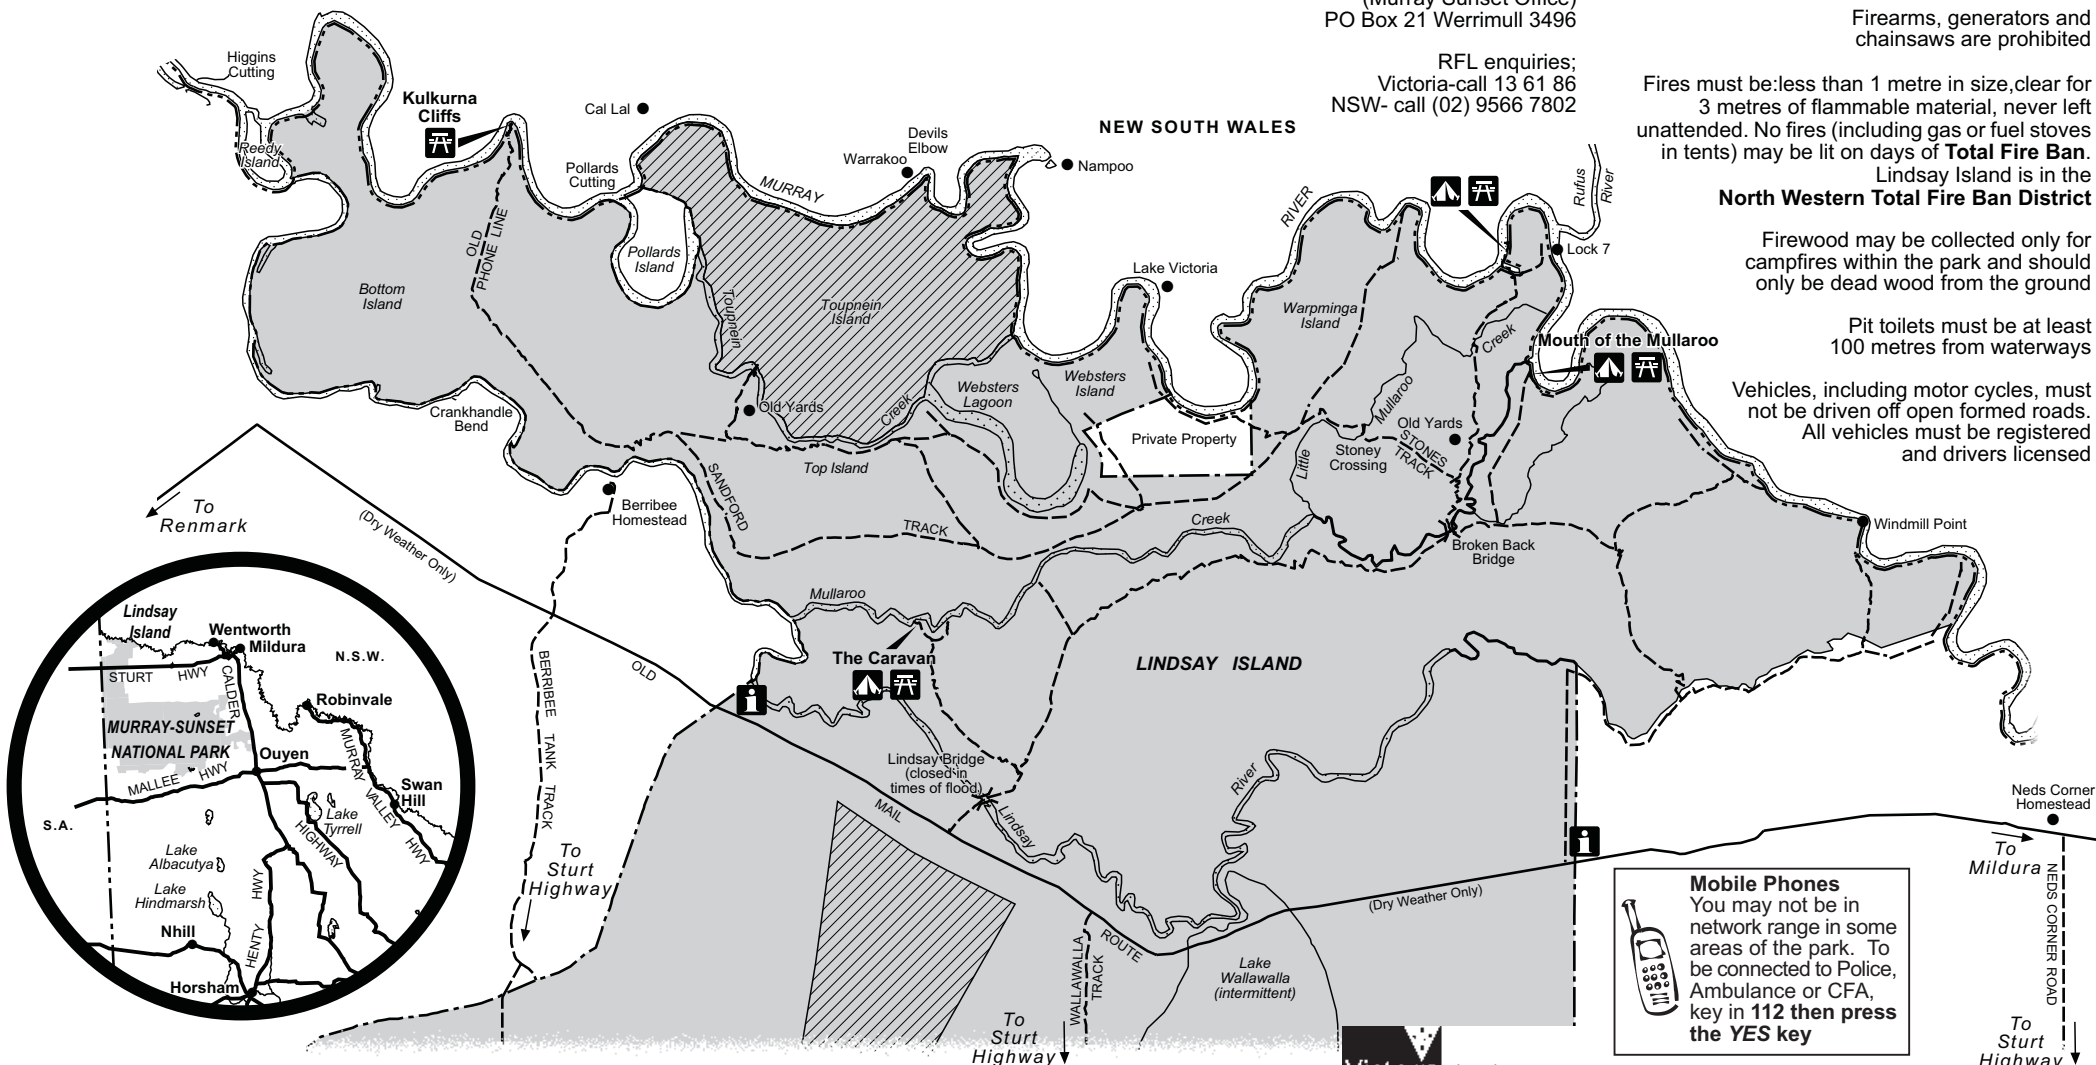 (Murray Sunset Office)
PO Box 21 Werrimull 3496
RFL enquiries;
Victoria-call 13 61 86
NSW- call (02) 9566 7802
Firearms, generators and
chainsaws are prohibited
Fires must be:less than 1 metre in size,clear for
3 metres of flammable material, never left
unattended. No fires (including gas or fuel stoves
in tents) may be lit on days of Total Fire Ban.
Lindsay Island is in the
North Western Total Fire Ban District
Firewood may be collected only for
campfires within the park and should
only be dead wood from the ground
Pit toilets must be at least
100 metres from waterways
Vehicles, including motor cycles, must
not be driven off open formed roads.
All vehicles must be registered
and drivers licensed
Higgins
Cutting
Reedy
Island
Kulkurna
Cliffs
Cal Lal
Pollards
Cutting
Pollards
Island
MURRAY
Warrakoo
Devils
Elbow
Nampoo
NEW SOUTH WALES
RIVER
Rufus
River
Lock 7
Lake Victoria
Bottom
Island
OLD
PHONE LINE
Toupnein
Toupnein
Island
Creek
Websters
Lagoon
Websters
Island
Warpminga
Island
Creek
Mouth of the Mullaroo
Mullaroo
Little
Old Yards
Stoney
Crossing
STONES
TRACK
Private Property
Crankhandle
Bend
Old Yards
Top Island
SANDFORD
TRACK
Berribee
Homestead
Creek
Broken Back
Bridge
Windmill Point
To
Renmark
(Dry Weather Only)
Mullaroo
The Caravan
LINDSAY ISLAND
OLD
MAIL
ROUTE
BERRIBEE TANK TRACK
Lindsay Bridge
(closed in
times of flood)
Lindsay
River
To
Sturt
Highway
WALLAWALLA
TRACK
To
Sturt
Highway
Lake
Wallawalla
(intermittent)
(Dry Weather Only)
Neds Corner
Homestead
To
Mildura
NEDS CORNER ROAD
To
Sturt
Highway
Mobile Phones
You may not be in
network range in some
areas of the park. To
be connected to Police,
Ambulance or CFA,
key in 112 then press
the YES key
Lindsay
Island
Wentworth
Mildura
N.S.W.
STURT HWY
CALDER
Robinvale
MURRAY-SUNSET
NATIONAL PARK
Ouyen
MALLEE HWY
MURRAY
VALLEY
HWY
Swan
Hill
S.A.
Lake
Tyrrell
HIGHWAY
Lake
Albacutya
Lake
Hindmarsh
HENTY HWY
Nhill
Horsham